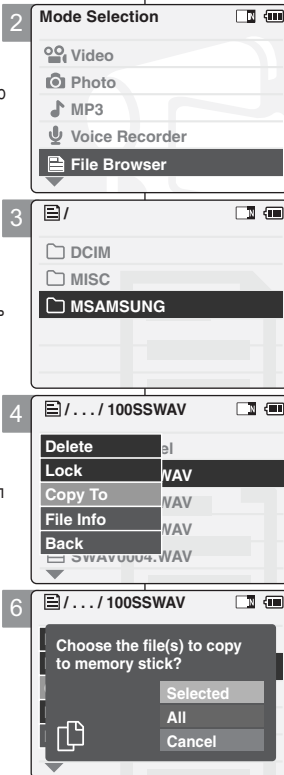 2
Mode Selection
Video
Photo
MP3
Voice Recorder
File Browser
3
/
DCIM
MISC
MSAMSUNG
4
/ . . . / 100SSWAV
Delete
Lock
WAV
Copy To
WAV
File Info
WAV
Back
SWAV0004.WAV
6
/ . . . / 100SSWAV
Choose the file(s) to copy
to memory stick?
Selected
All
Cancel